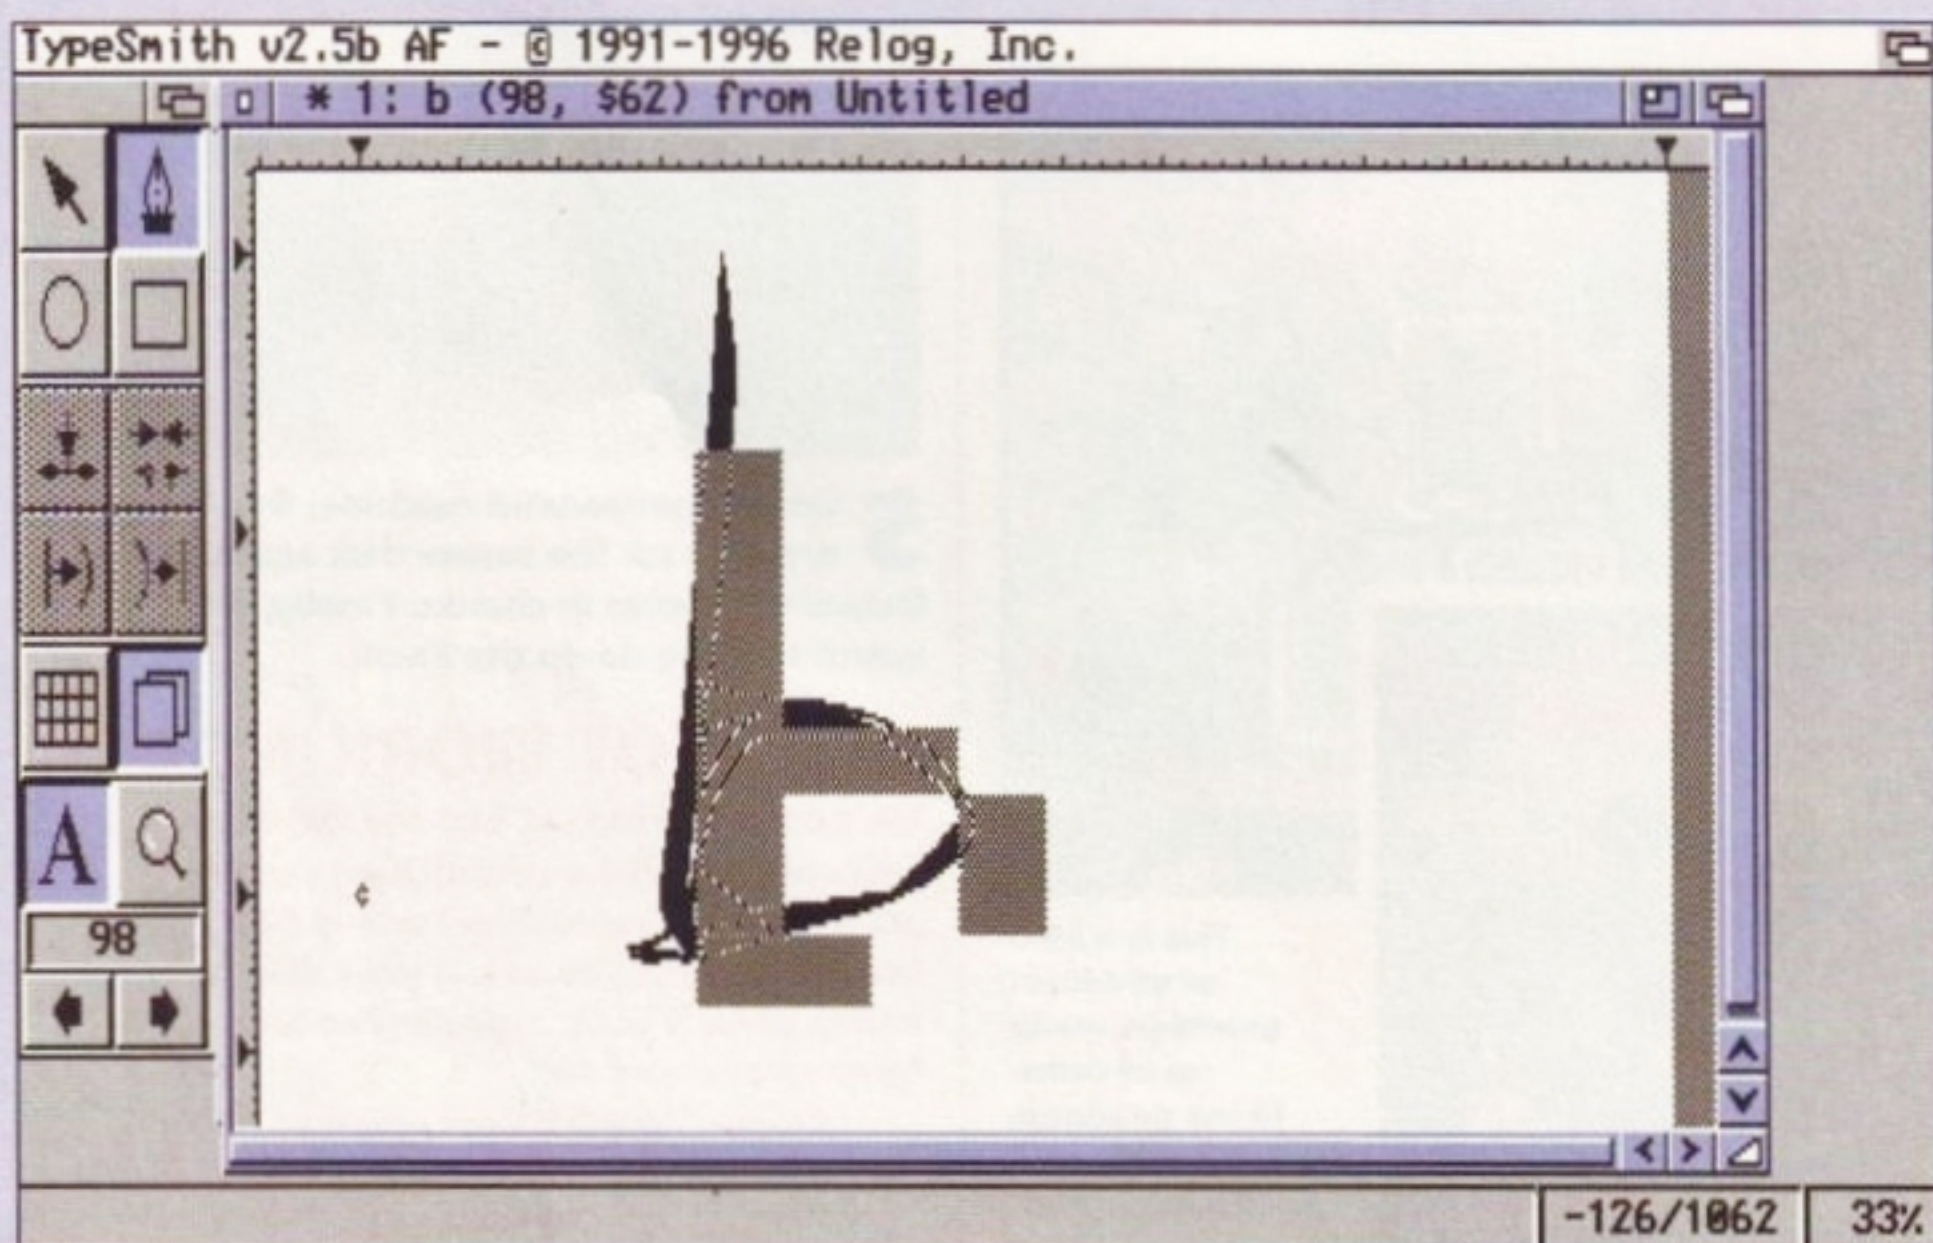 TypeSmith v2.5b AF - © 1991-1996 Relog, Inc.
* 1: b (98, $62) from Untitled
A
98
¢
-126/1062
33%